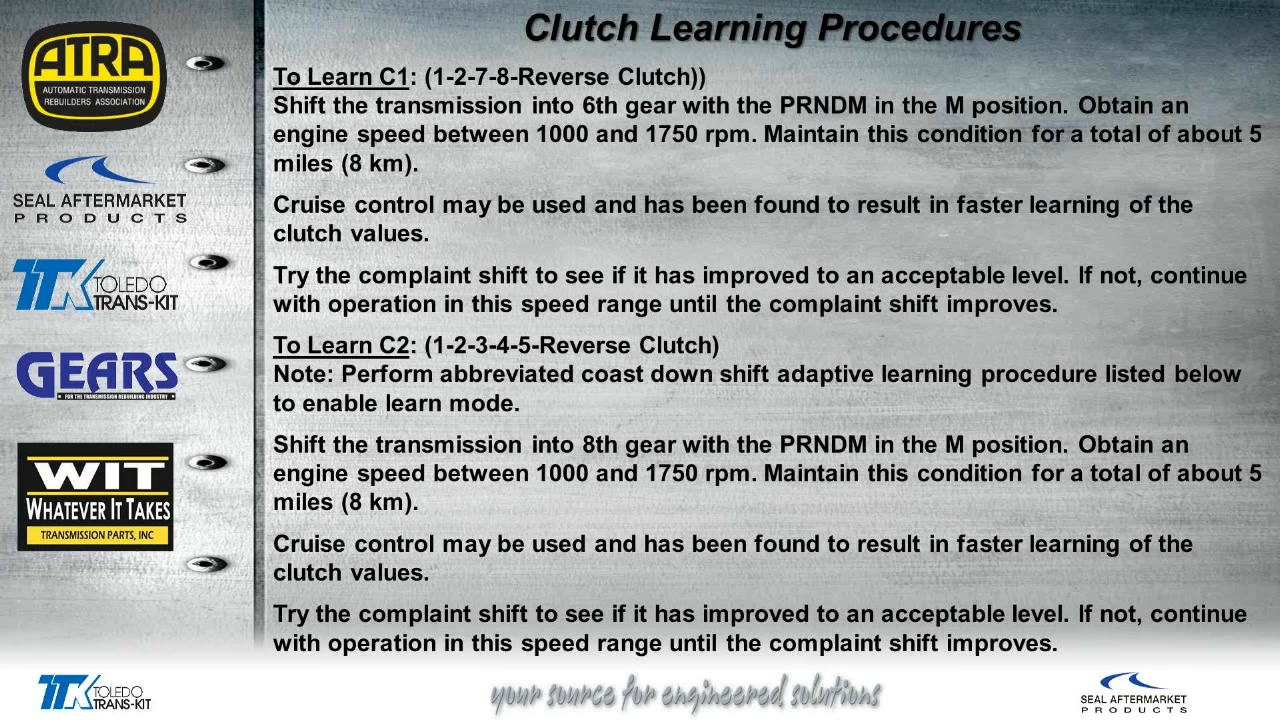 Clutch Learning Procedures
ATRA
AUTOMATIC TRANSMISSION
REBUILDERS ASSOCIATION
SEAL AFTERMARKET
PRODUCTS
TTK TOLEDO
TRANS-KIT
GEARS
FOR THE TRANSMISSION REBUILDING INDUSTRY
WIT
WHATEVER IT TAKES
TRANSMISSION PARTS, INC
To Learn C1: (1-2-7-8-Reverse Clutch))
Shift the transmission into 6th gear with the PRNDM in the M position. Obtain an
engine speed between 1000 and 1750 rpm. Maintain this condition for a total of about 5
miles (8 km).
Cruise control may be used and has been found to result in faster learning of the
clutch values.
Try the complaint shift to see if it has improved to an acceptable level. If not, continue
with operation in this speed range until the complaint shift improves.
To Learn C2: (1-2-3-4-5-Reverse Clutch)
Note: Perform abbreviated coast down shift adaptive learning procedure listed below
to enable learn mode.
Shift the transmission into 8th gear with the PRNDM in the M position. Obtain an
engine speed between 1000 and 1750 rpm. Maintain this condition for a total of about 5
miles (8 km).
Cruise control may be used and has been found to result in faster learning of the
clutch values.
Try the complaint shift to see if it has improved to an acceptable level. If not, continue
with operation in this speed range until the complaint shift improves.
TTK TOLEDO
TRANS-KIT
your source for engineered solutions
SEAL AFTERMARKET
PRODUCTS